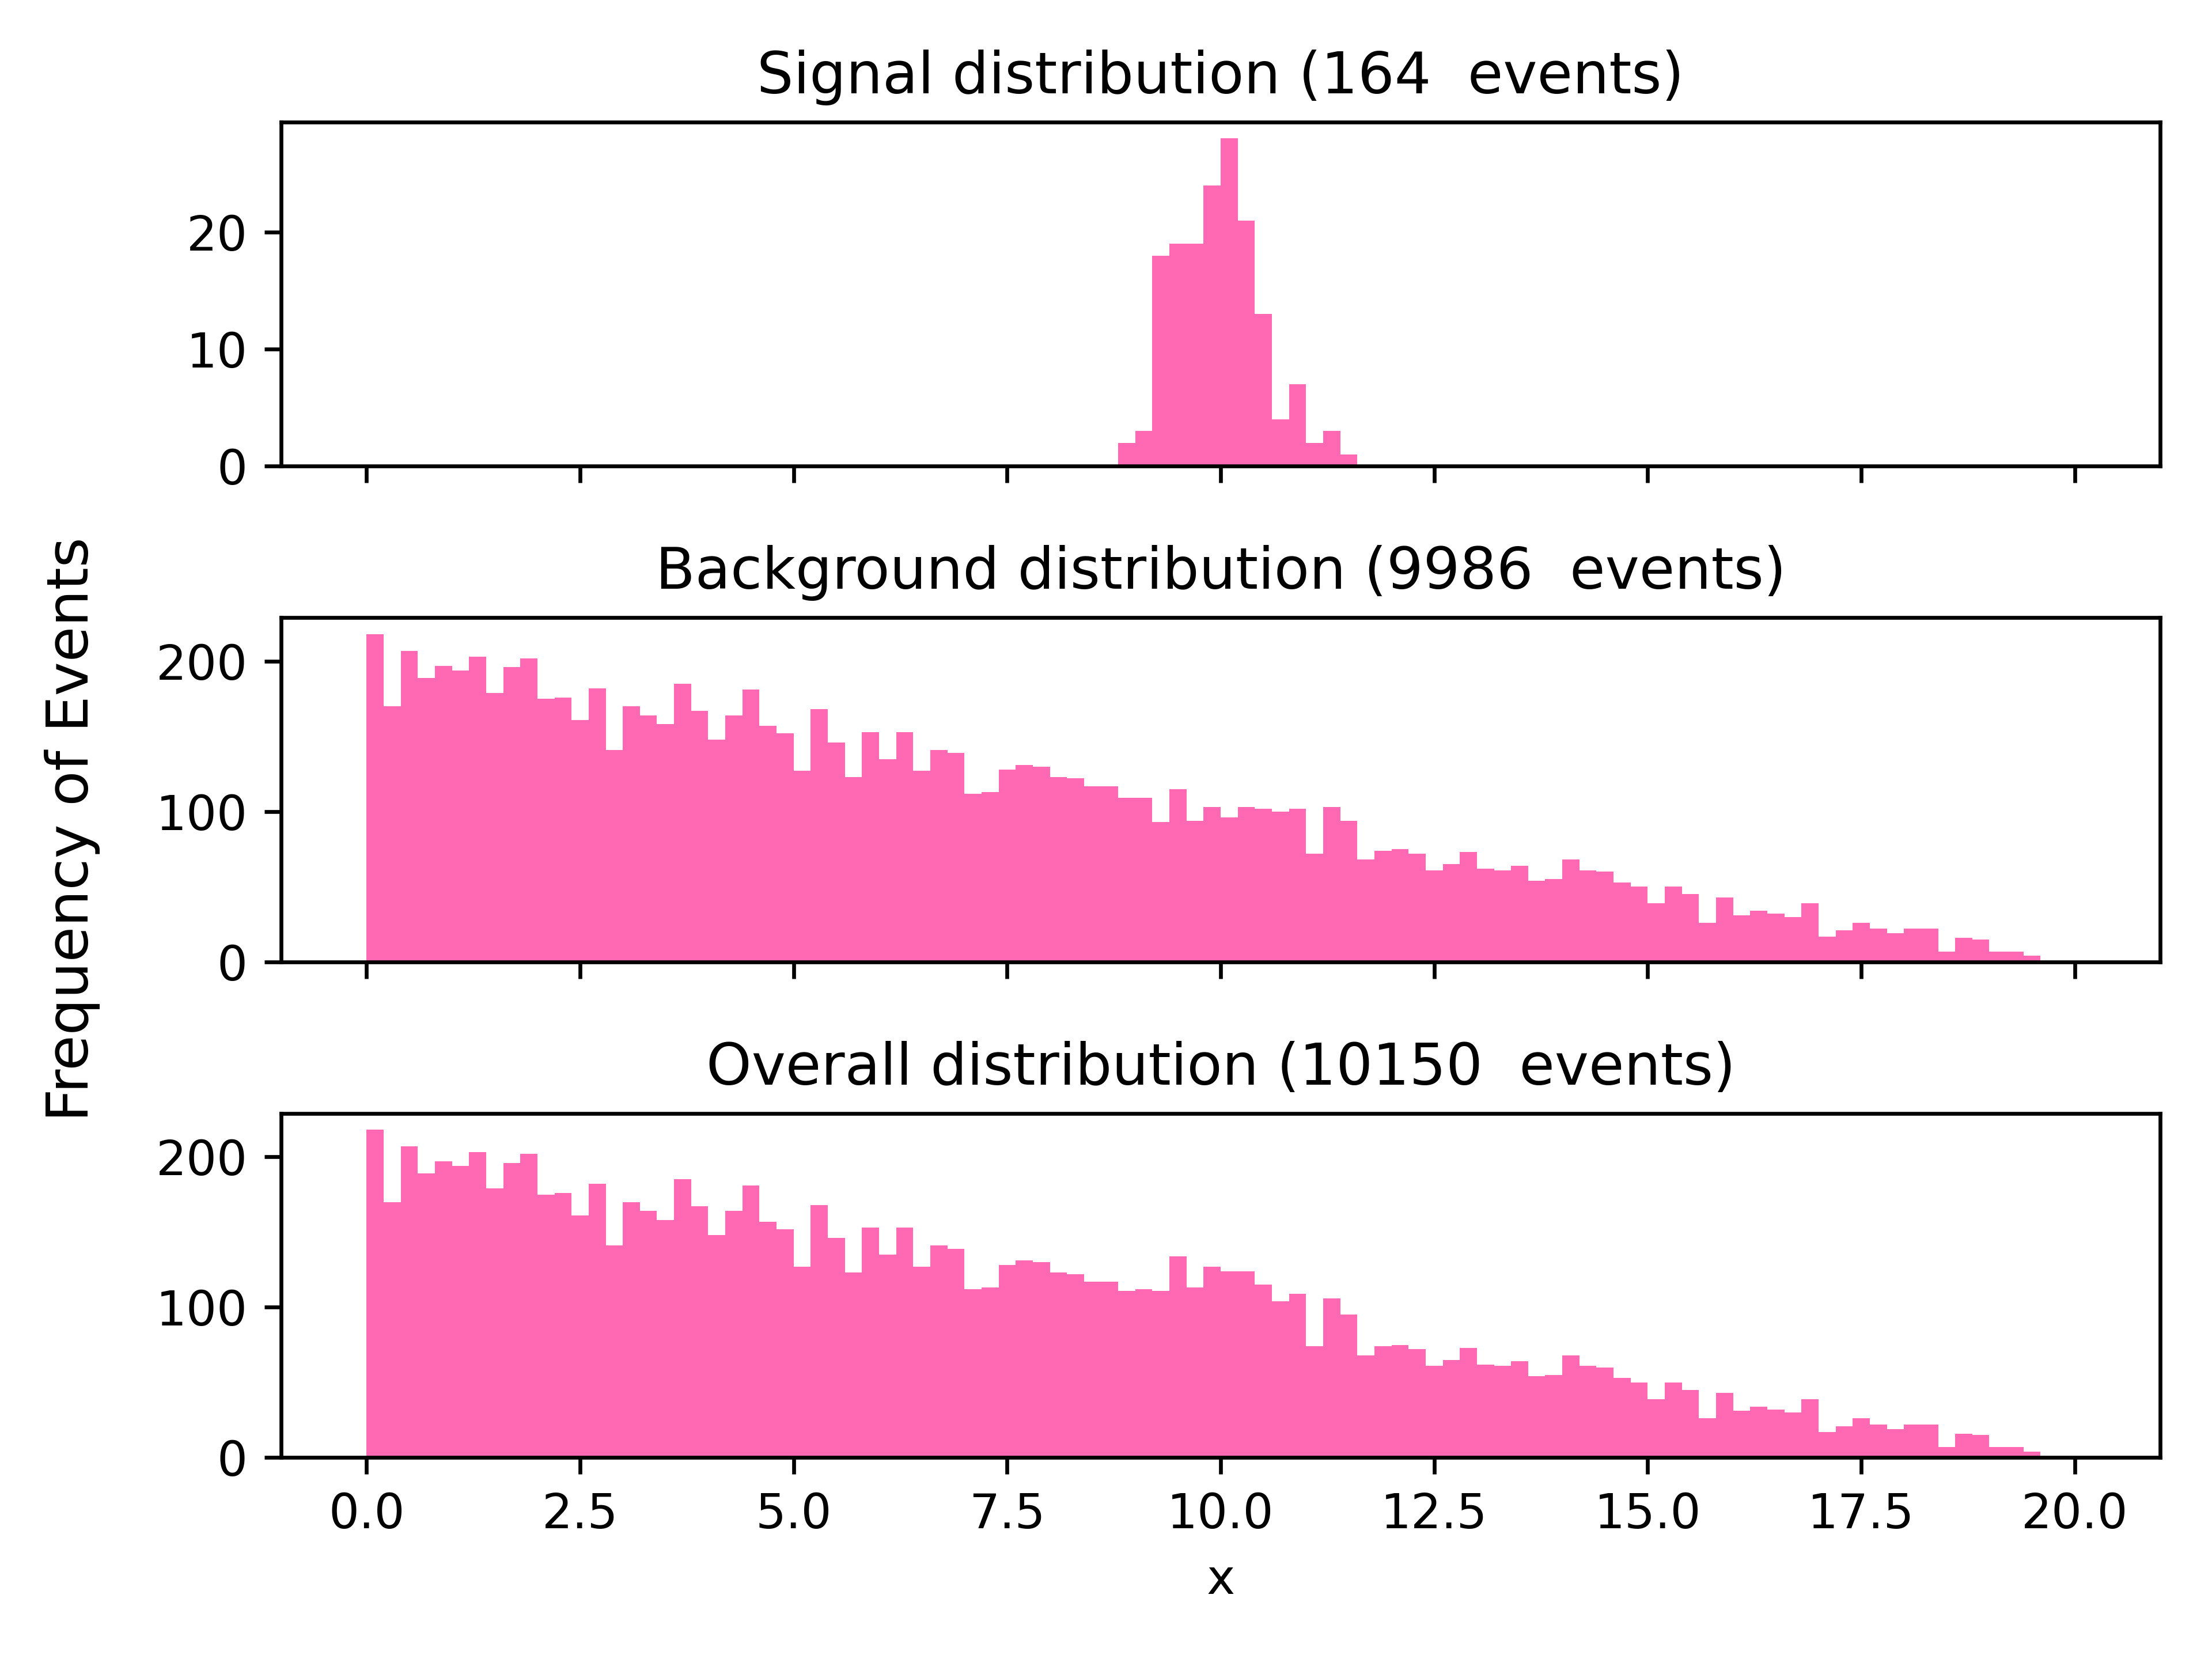 Signal distribution (164  events)
20
10
0
Frequency of Events
Background distribution (9986  events)
200
100
0
Overall distribution (10150  events)
200
100
0
0.0 2.5 5.0 7.5 10.0 12.5 15.0 17.5 20.0
x